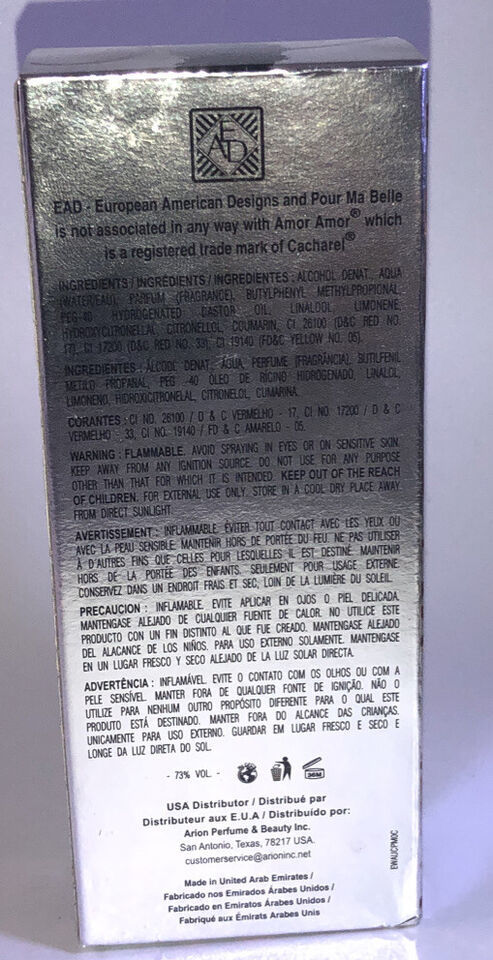 EAD
EAD - European American Designs and Pour Ma Belle
is not associated in any way with Amor Amor® which
is a registered trade mark of Cacharel®
INGREDIENTS / INGRÉDIENTS / INGREDIENTES : ALCOHOL DENAT., AQUA
(WATER/EAU), PARFUM (FRAGRANCE), BUTYLPHENYL METHYLPROPIONAL,
PEG-40 HYDROGENATED CASTOR OIL, LINALOOL, LIMONENE,
HYDROXYCITRONELLAL, CITRONELLOL, COUMARIN, CI 26100 (D&C RED NO.
17), CI 17200 (D&C RED NO. 33), CI 19140 (FD&C YELLOW NO. 05).
INGREDIENTES : ÁLCOOL DENAT., ÁGUA, PERFUME (FRAGRÂNCIA), BUTILFENIL
METILO PROPANAL, PEG -40 ÓLEO DE RÍCINO HIDROGENADO, LINALOL,
LIMONENO, HIDROXICITRONELAL, CITRONELOL, CUMARINA.
CORANTES : CI NO. 26100 / D & C VERMELHO - 17, CI NO. 17200 / D & C
VERMELHO - 33, CI NO. 19140 / FD & C AMARELO - 05.
WARNING : FLAMMABLE. AVOID SPRAYING IN EYES OR ON SENSITIVE SKIN.
KEEP AWAY FROM ANY IGNITION SOURCE. DO NOT USE FOR ANY PURPOSE
OTHER THAN THAT FOR WHICH IT IS INTENDED. KEEP OUT OF THE REACH
OF CHILDREN. FOR EXTERNAL USE ONLY. STORE IN A COOL DRY PLACE AWAY
FROM DIRECT SUNLIGHT.
AVERTISSEMENT : INFLAMMABLE. ÉVITER TOUT CONTACT AVEC LES YEUX OU
AVEC LA PEAU SENSIBLE. MAINTENIR HORS DE PORTÉE DU FEU. NE PAS UTILISER
À D'AUTRES FINS QUE CELLES POUR LESQUELLES IL EST DESTINÉ. MAINTENIR
HORS DE LA PORTÉE DES ENFANTS. SEULEMENT POUR USAGE EXTERNE.
CONSERVEZ DANS UN ENDROIT FRAIS ET SEC, LOIN DE LA LUMIÈRE DU SOLEIL.
PRECAUCION : INFLAMABLE. EVITE APLICAR EN OJOS O PIEL DELICADA.
MANTENGASE ALEJADO DE CUALQUIER FUENTE DE CALOR. NO UTILICE ESTE
PRODUCTO CON UN FIN DISTINTO AL QUE FUE CREADO. MANTENGASE ALEJADO
DEL ALACANCE DE LOS NIÑOS. PARA USO EXTERNO SOLAMENTE. MANTENGASE
EN UN LUGAR FRESCO Y SECO ALEJADO DE LA LUZ SOLAR DIRECTA.
ADVERTÊNCIA : INFLAMÁVEL. EVITE O CONTATO COM OS OLHOS OU COM A
PELE SENSÍVEL. MANTER FORA DE QUALQUER FONTE DE IGNIÇÃO. NÃO O
UTILIZE PARA NENHUM OUTRO PROPÓSITO DIFERENTE PARA O QUAL ESTE
PRODUTO ESTÁ DESTINADO. MANTER FORA DO ALCANCE DAS CRIANÇAS.
UNICAMENTE PARA USO EXTERNO. GUARDAR EM LUGAR FRESCO E SECO E
LONGE DA LUZ DIRETA DO SOL.
- 73% VOL. -
36M
USA Distributor / Distribué par
Distributeur aux E.U.A / Distribuído por:
Arion Perfume & Beauty Inc.
San Antonio, Texas, 78217 USA.
customerservice@arioninc.net
EWAUCPM0C
Made in United Arab Emirates /
Fabricado nos Emirados Árabes Unidos /
Fabricado en Emiratos Árabes Unidos /
Fabriqué aux Émirats Arabes Unis